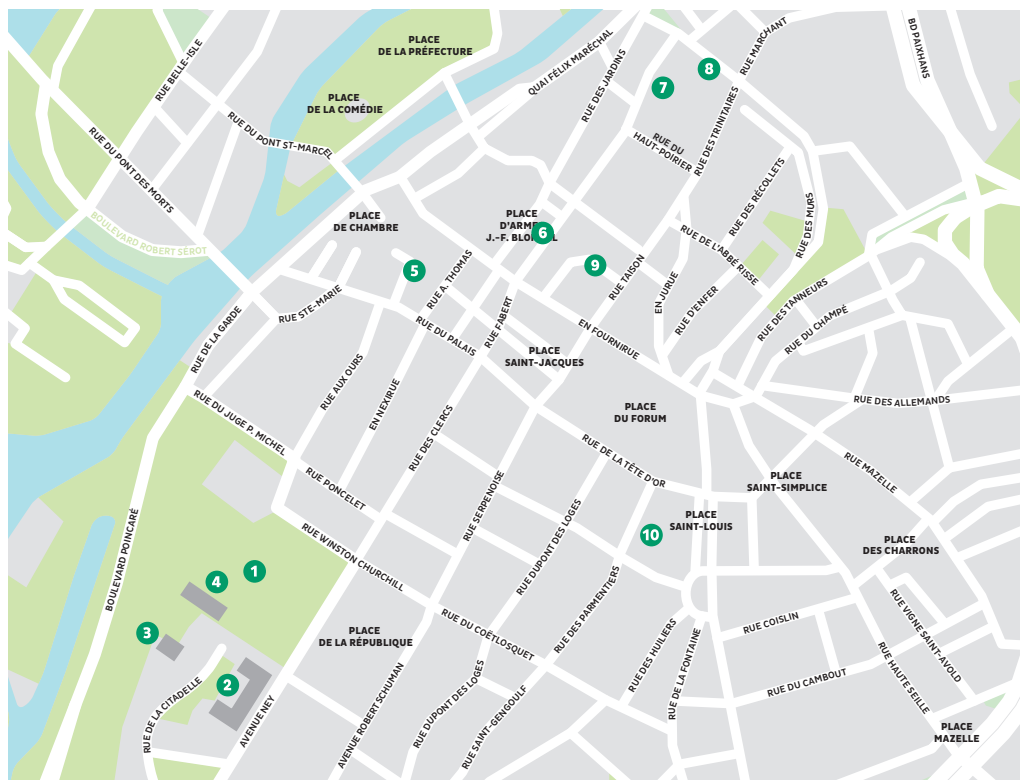 PLACE
DE LA PRÉFECTURE
BD PAIXHANS
RUE BELLE-ISLE
QUAI FÉLIX MARÉCHAL
RUE DES JARDINS
RUE MARCHANT
8
7
PLACE
DE LA COMÉDIE
RUE DU PONT ST-MARCEL
RUE DU PONT DES MORTS
RUE DU
HAUT-POIRIER
RUE DES TRINITAIRES
RUE DES RÉCOLLETS
RUE DES MURS
BOULEVARD ROBERT SÉROT
PLACE
DE CHAMBRE
PLACE
D'ARMES
J.-F. BLONDEL
6
RUE DE L'ABBÉ RISSE
5
9
RUE A. THOMAS
RUE TAISON
EN JURUE
RUE D'ENFER
RUE DES TANNEURS
RUE DU CHAMPÉ
RUE STE-MARIE
RUE DE LA GARDE
RUE DU PALAIS
RUE FABERT
EN FOURNIRUE
PLACE
SAINT-JACQUES
RUE AUX OURS
EN NEXIRUE
RUE DES CLERCS
PLACE
DU FORUM
RUE DES ALLEMANDS
RUE DU JUGE P. MICHEL
RUE PONCELET
RUE DE LA TÊTE D'OR
RUE MAZELLE
PLACE
SAINT-SIMPLICE
RUE SERPENOISE
RUE DUPONT DES LOGES
PLACE
SAINT-LOUIS
10
PLACE
DES CHARRONS
BOULEVARD POINCARÉ
RUE WINSTON CHURCHILL
1
4
3
2
RUE DES PARMENTIERS
PLACE
DE LA RÉPUBLIQUE
RUE DU COËTLOSQUET
RUE COISLIN
RUE VIGNE SAINT-AVOLD
RUE HAUTE SEILLE
RUE DES HUILIERS
RUE DE LA FONTAINE
RUE DU CAMBOUT
RUE DE LA CITADELLE
AVENUE NEY
AVENUE ROBERT SCHUMAN
RUE DUPONT DES LOGES
RUE SAINT-GENGOULF
PLACE
MAZELLE